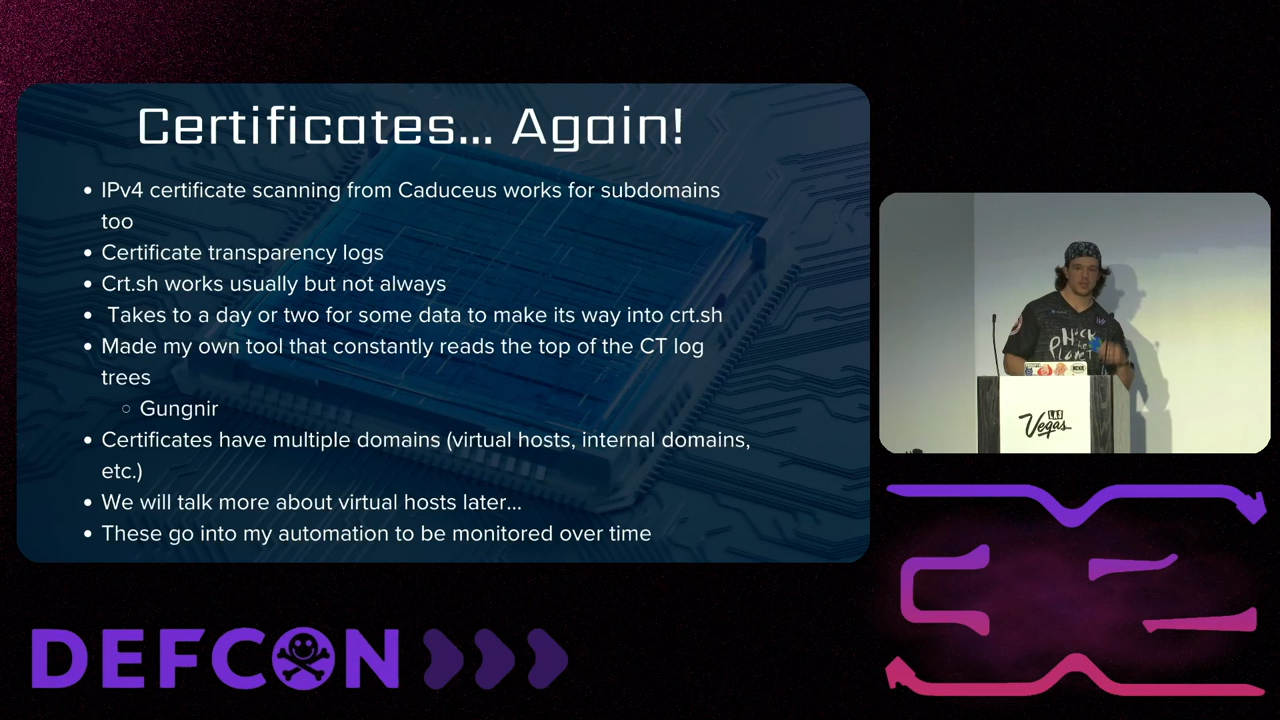 Certificates... Again!
• IPv4 certificate scanning from Caduceus works for subdomains
too
• Certificate transparency logs
• Crt.sh works usually but not always
• Takes to a day or two for some data to make its way into crt.sh
• Made my own tool that constantly reads the top of the CT log
trees
○ Gungnir
• Certificates have multiple domains (virtual hosts, internal domains,
etc.)
• We will talk more about virtual hosts later...
• These go into my automation to be monitored over time
Hack
the
Planet
LAS
Vegas
DEFCON